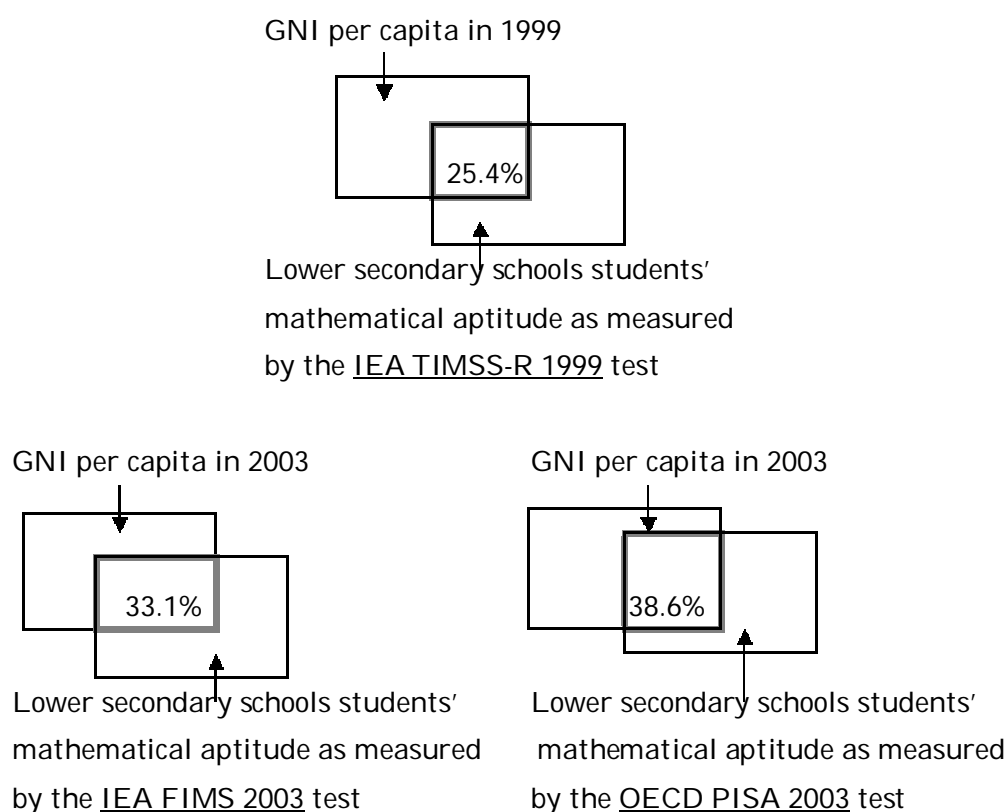 GNI per capita in 1999
25.4%
Lower secondary schools students'
mathematical aptitude as measured
by the IEA TIMSS-R 1999 test
GNI per capita in 2003
33.1%
Lower secondary schools students'
mathematical aptitude as measured
by the IEA FIMS 2003 test
GNI per capita in 2003
38.6%
Lower secondary schools students'
mathematical aptitude as measured
by the OECD PISA 2003 test